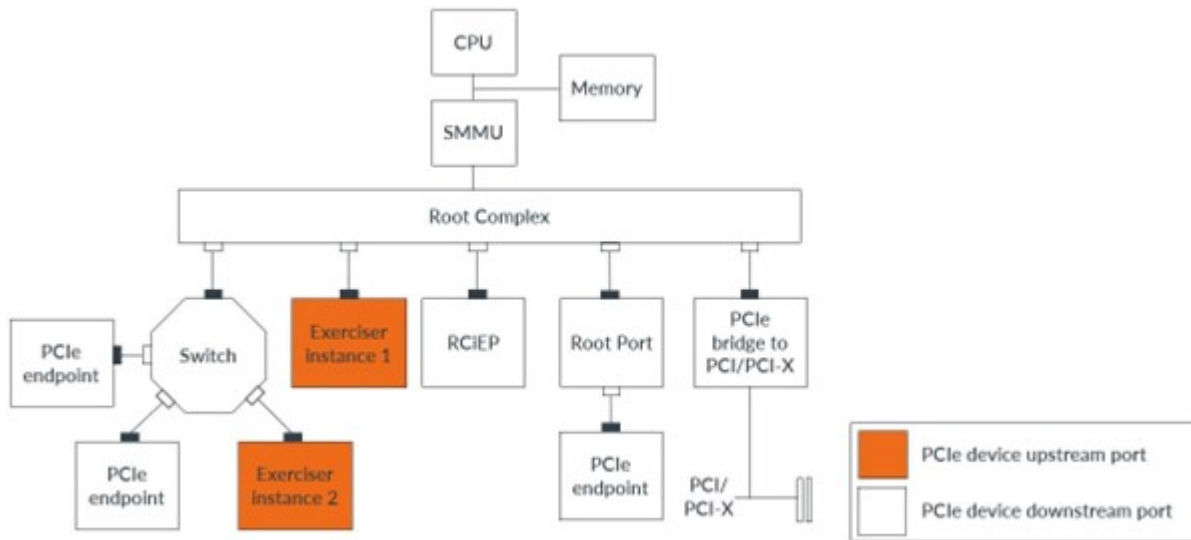 CPU
Memory
SMMU
Root Complex
PCIe
endpoint
Switch
Exerciser
instance 1
RCiEP
Root Port
PCIe
bridge to
PCI/PCI-X
PCIe
endpoint
Exerciser
instance 2
PCIe
endpoint
PCI/
PCI-X
PCIe device upstream port
PCIe device downstream port